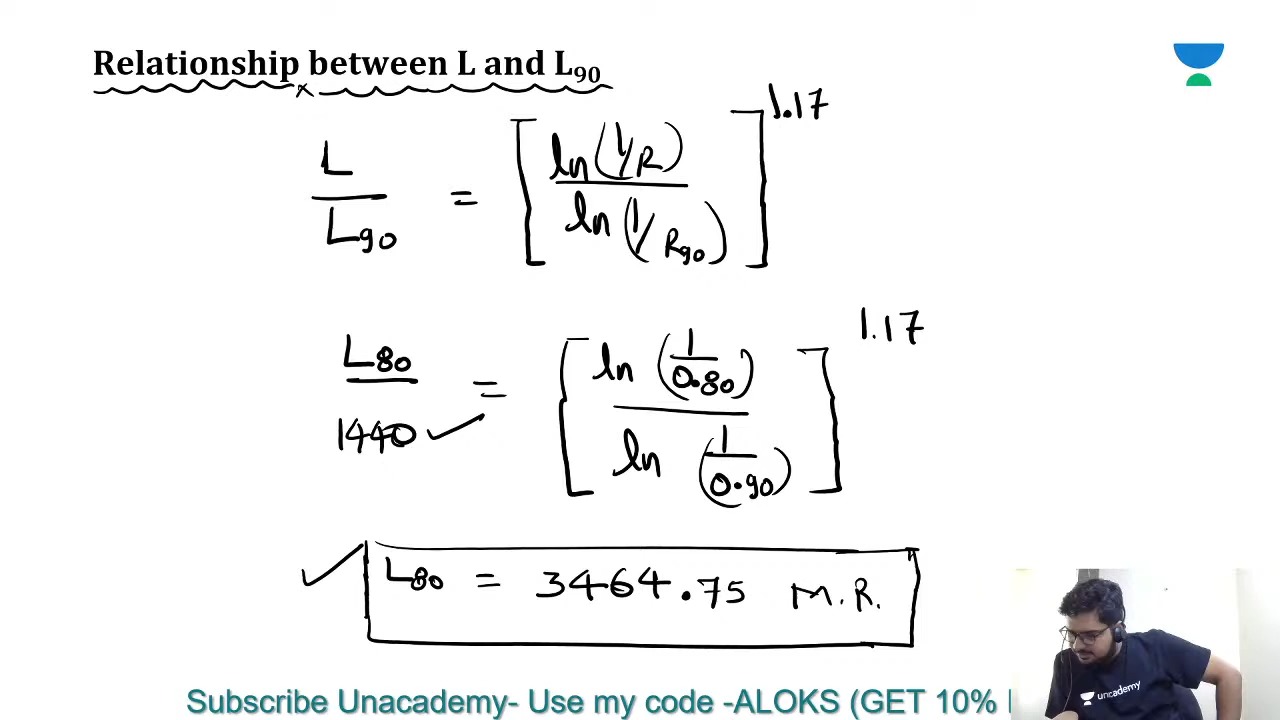 Relationship between L and L90
L / L90 = [ ln(1/R) / ln(1/R90) ]^1.17
L80 / 1440 = [ ln(1/0.80) / ln(1/0.90) ]^1.17
L80 = 3464.75 M.R.
unacademy
Subscribe Unacademy- Use my code -ALOKS (GET 10%